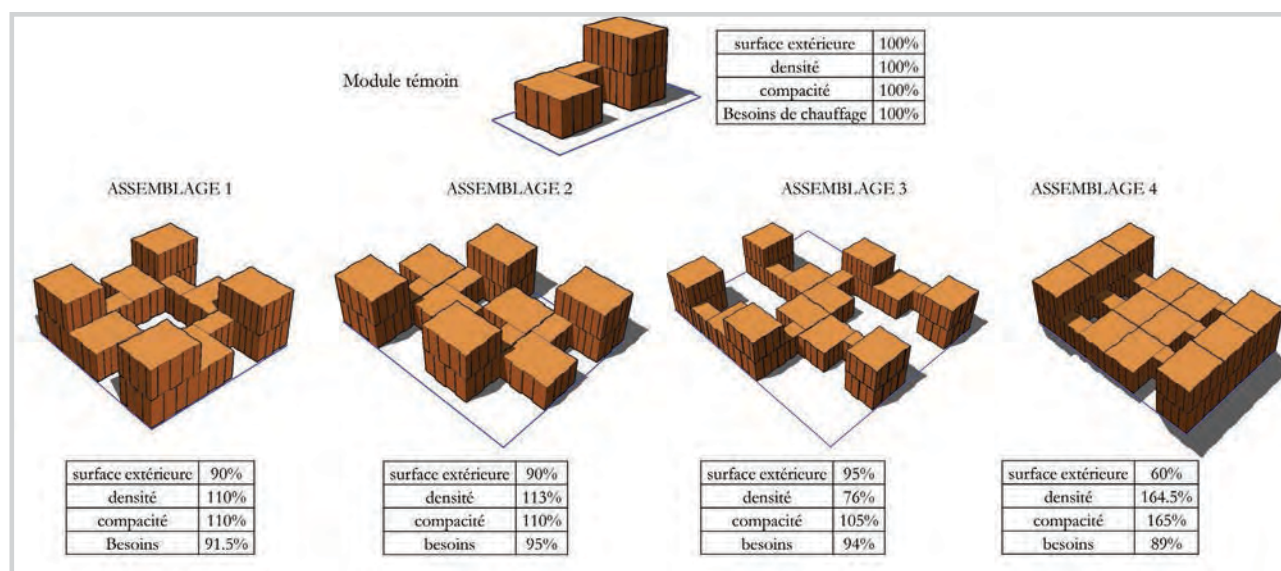 Module témoin
surface extérieure 100%
densité 100%
compacité 100%
Besoins de chauffage 100%
ASSEMBLAGE 1
ASSEMBLAGE 2
ASSEMBLAGE 3
ASSEMBLAGE 4
surface extérieure 90%
densité 110%
compacité 110%
Besoins 91.5%
surface extérieure 90%
densité 113%
compacité 110%
besoins 95%
surface extérieure 95%
densité 76%
compacité 105%
besoins 94%
surface extérieure 60%
densité 164.5%
compacité 165%
besoins 89%